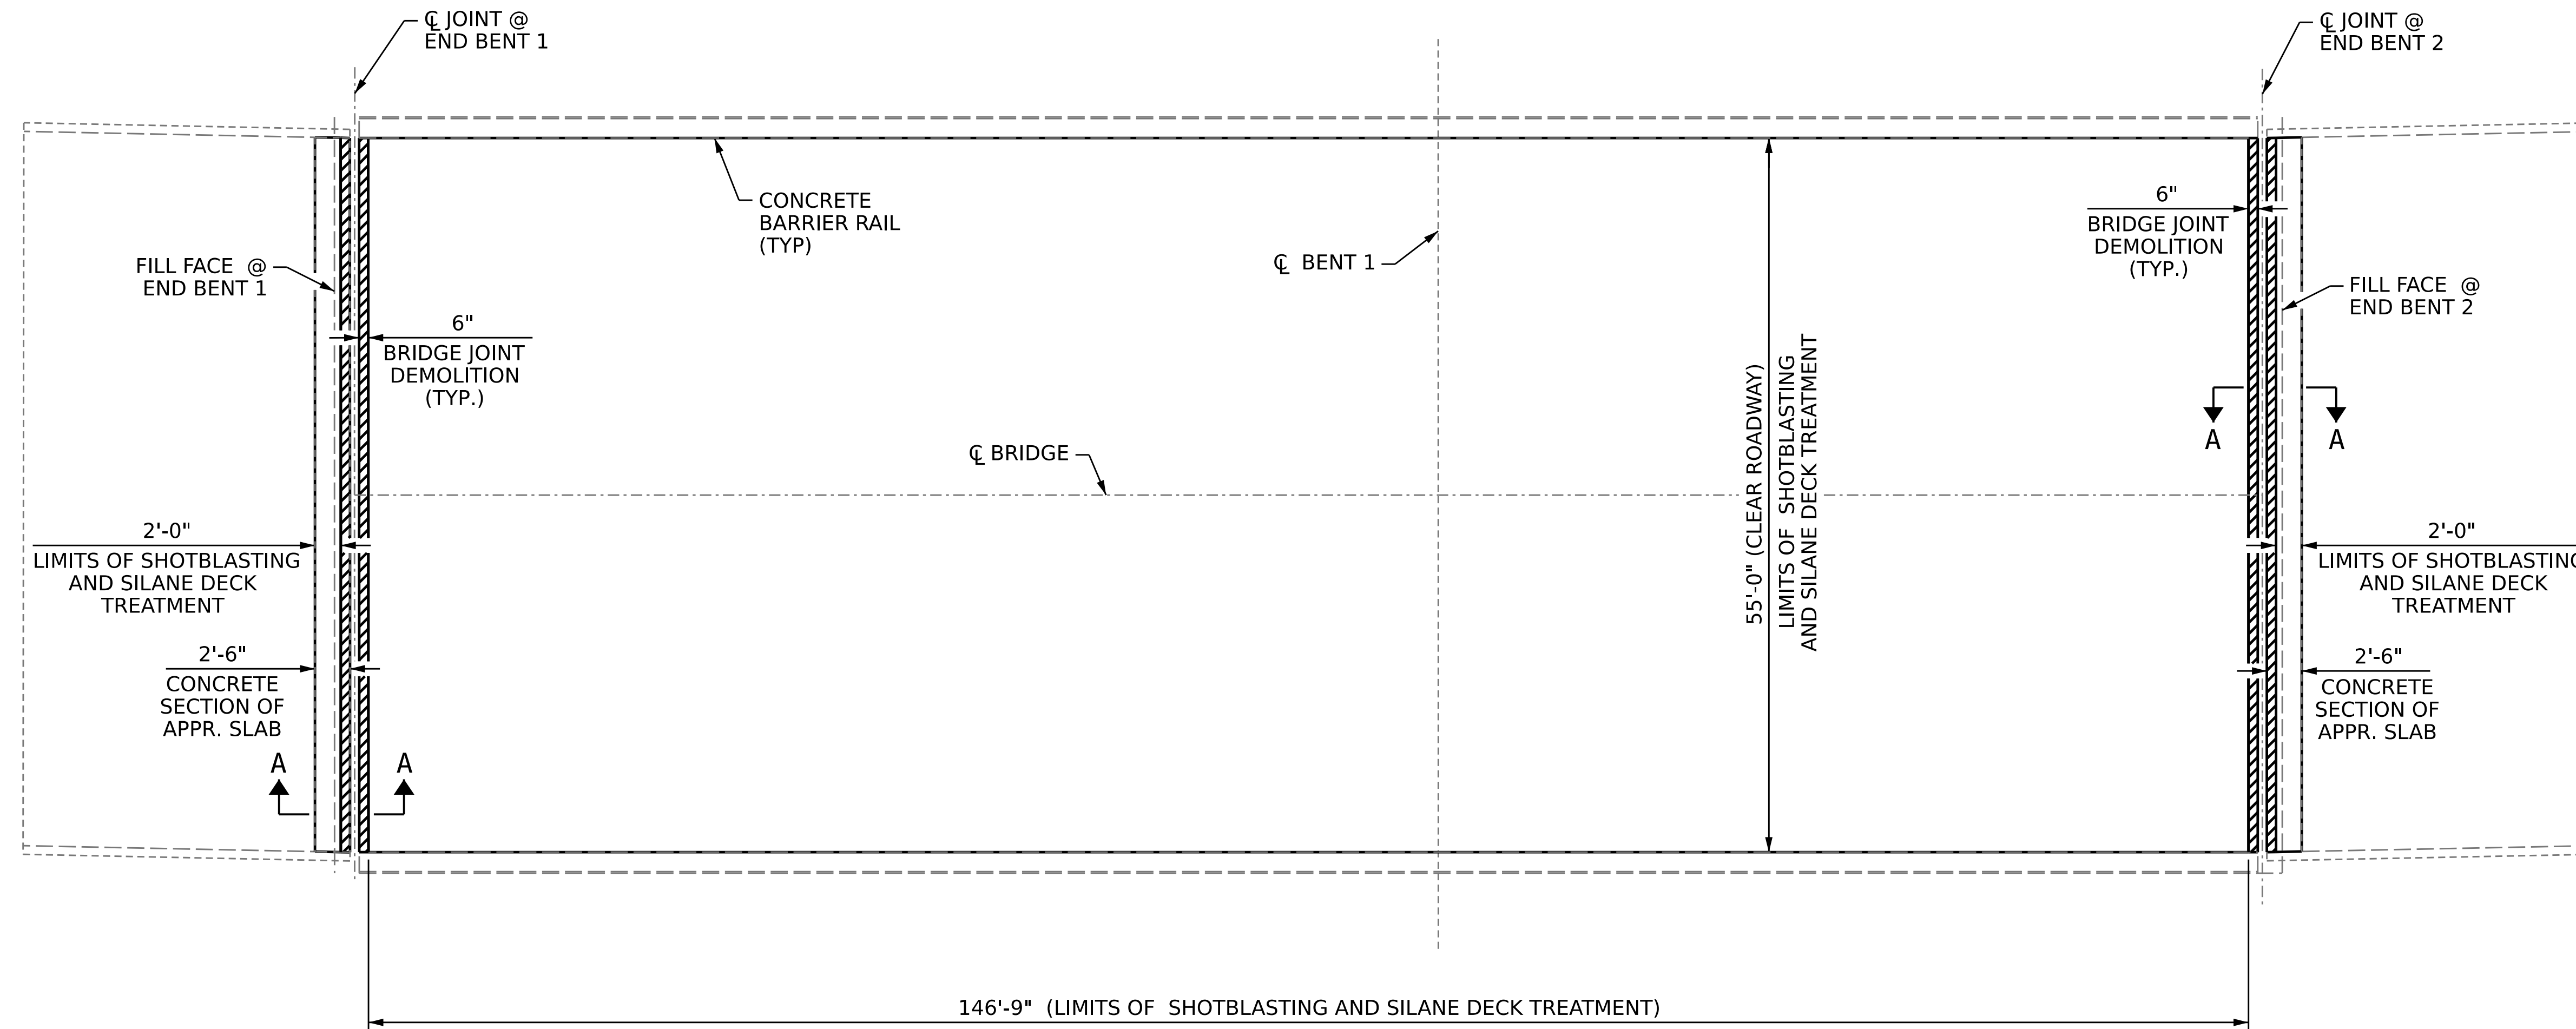 ℄ JOINT @
END BENT 1
℄ JOINT @
END BENT 2
CONCRETE
BARRIER RAIL
(TYP)
6"
BRIDGE JOINT
DEMOLITION
(TYP.)
FILL FACE @
END BENT 1
℄ BENT 1
FILL FACE @
END BENT 2
6"
BRIDGE JOINT
DEMOLITION
(TYP.)
A
A
℄ BRIDGE
55'-0" (CLEAR ROADWAY)
LIMITS OF SHOTBLASTING
AND SILANE DECK TREATMENT
2'-0"
LIMITS OF SHOTBLASTING
AND SILANE DECK
TREATMENT
2'-0"
LIMITS OF SHOTBLASTING
AND SILANE DECK
TREATMENT
2'-6"
CONCRETE
SECTION OF
APPR. SLAB
2'-6"
CONCRETE
SECTION OF
APPR. SLAB
A
A
146'-9" (LIMITS OF SHOTBLASTING AND SILANE DECK TREATMENT)